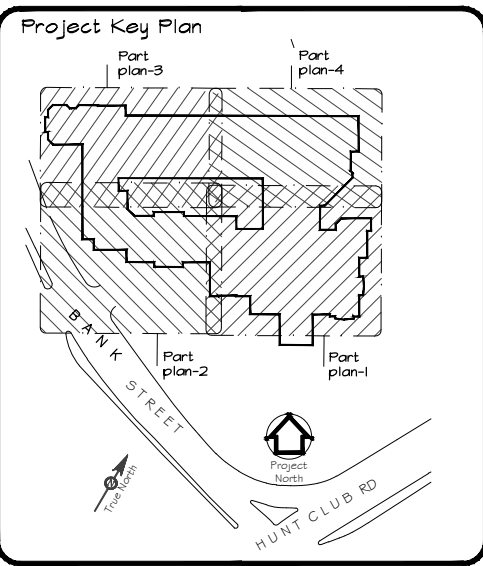 Project Key Plan
Part
plan-3
Part
plan-4
Part
plan-2
Part
plan-1
BANK
STREET
Project
North
True North
HUNT CLUB RD